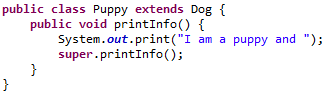 public class Puppy extends Dog {
    public void printInfo() {
        System.out.print("I am a puppy and ");
        super.printInfo();
    }
}